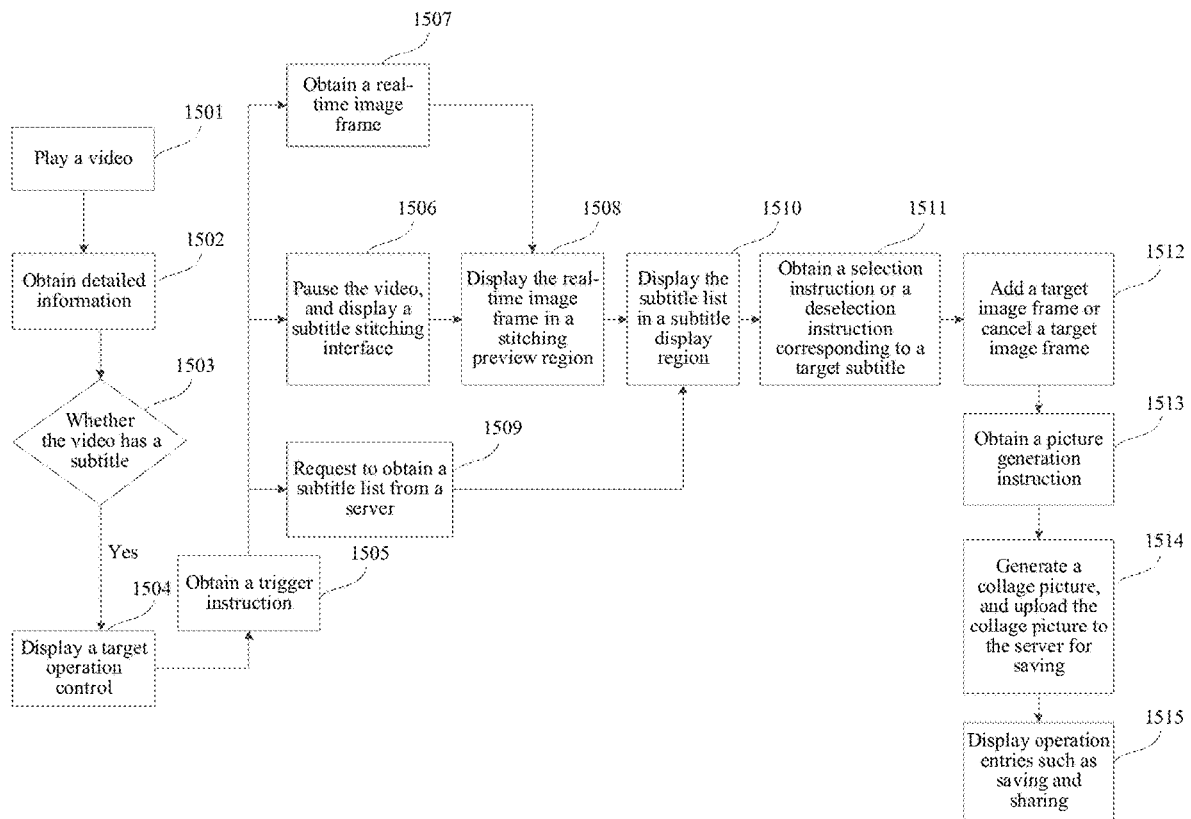 1501
Play a video
1502
Obtain detailed
information
1503
Whether
the video has a
subtitle
Yes
1504
Display a target
operation
control
1505
Obtain a trigger
instruction
1507
Obtain a real-
time image
frame
1506
Pause the video,
and display a
subtitle stitching
interface
1508
Display the real-
time image
frame in a
stitching
preview region
1509
Request to obtain a
subtitle list from a
server
1510
Display the
subtitle list
in a subtitle
display
region
1511
Obtain a selection
instruction or a
deselection
instruction
corresponding to a
target subtitle
1512
Add a target
image frame or
cancel a target
image frame
1513
Obtain a picture
generation
instruction
1514
Generate a
collage picture,
and upload the
collage picture to
the server for
saving
1515
Display operation
entries such as
saving and
sharing